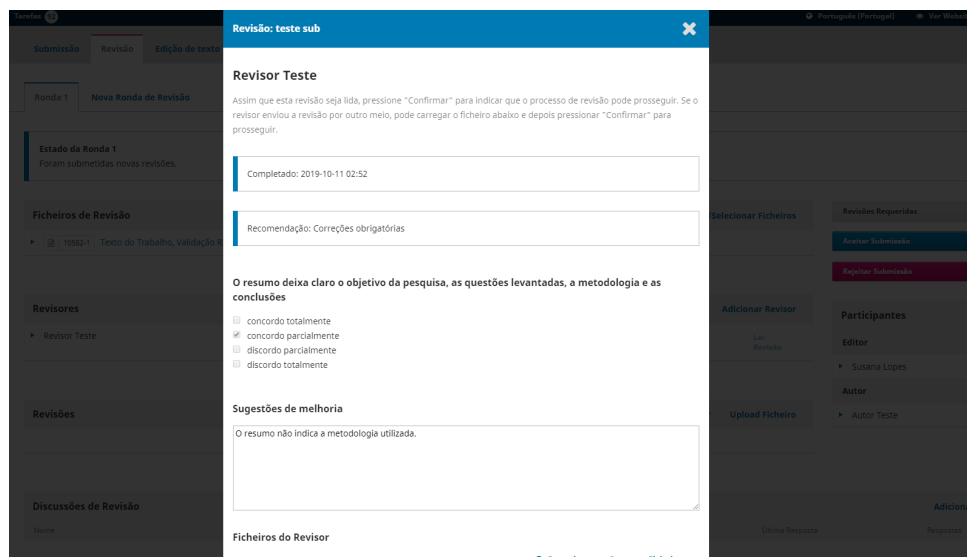 Tarefas
Português (Portugal)
Ver Websi
Revisão: teste sub
Submissão
Revisão
Edição de texto
Revisor Teste
Assim que esta revisão seja lida, pressione "Confirmar" para indicar que o processo de revisão pode prosseguir. Se o
revisor enviou a revisão por outro meio, pode carregar o ficheiro abaixo e depois pressionar "Confirmar" para
prosseguir.
Ronda 1
Nova Ronda de Revisão
Estado da Ronda 1
Foram submetidas novas revisões.
Completado: 2019-10-11 02:52
Recomendação: Correções obrigatórias
Ficheiros de Revisão
Selecionar Ficheiros
Revisões Requeridas
10562-1 Texto do Trabalho, Validação R
Aceitar Submissão
Rejeitar Submissão
O resumo deixa claro o objetivo da pesquisa, as questões levantadas, a metodologia e as
conclusões
concordo totalmente
concordo parcialmente
discordo parcialmente
discordo totalmente
Revisores
Adicionar Revisor
Revisor Teste
Ler
Revisão
Participantes
Editor
Susana Lopes
Autor
Autor Teste
Sugestões de melhoria
O resumo não indica a metodologia utilizada.
Revisões
Upload Ficheiro
Discussões de Revisão
Adiciona
Nome
Última Resposta
Respostas
Ficheiros do Revisor